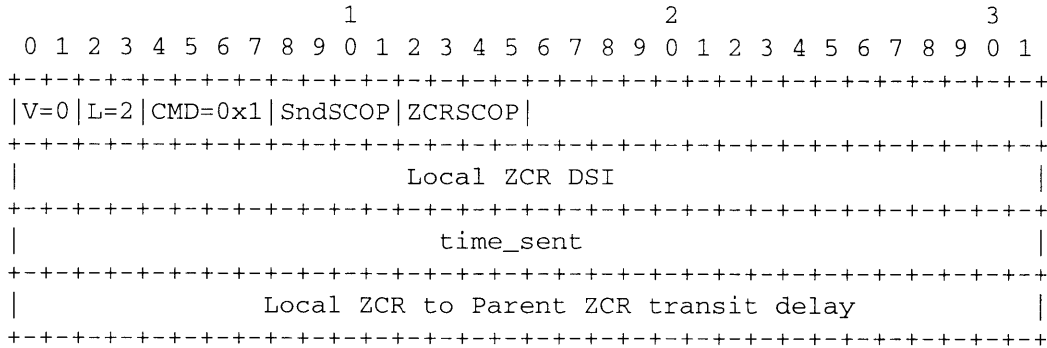 1                   2                   3
 0 1 2 3 4 5 6 7 8 9 0 1 2 3 4 5 6 7 8 9 0 1 2 3 4 5 6 7 8 9 0 1
+-+-+-+-+-+-+-+-+-+-+-+-+-+-+-+-+-+-+-+-+-+-+-+-+-+-+-+-+-+-+-+-+
|V=0|L=2|CMD=0x1|SndSCOP|ZCRSCOP|                               |
+-+-+-+-+-+-+-+-+-+-+-+-+-+-+-+-+-+-+-+-+-+-+-+-+-+-+-+-+-+-+-+-+
|                        Local ZCR DSI                          |
+-+-+-+-+-+-+-+-+-+-+-+-+-+-+-+-+-+-+-+-+-+-+-+-+-+-+-+-+-+-+-+-+
|                          time_sent                            |
+-+-+-+-+-+-+-+-+-+-+-+-+-+-+-+-+-+-+-+-+-+-+-+-+-+-+-+-+-+-+-+-+
|               Local ZCR to Parent ZCR transit delay           |
+-+-+-+-+-+-+-+-+-+-+-+-+-+-+-+-+-+-+-+-+-+-+-+-+-+-+-+-+-+-+-+-+